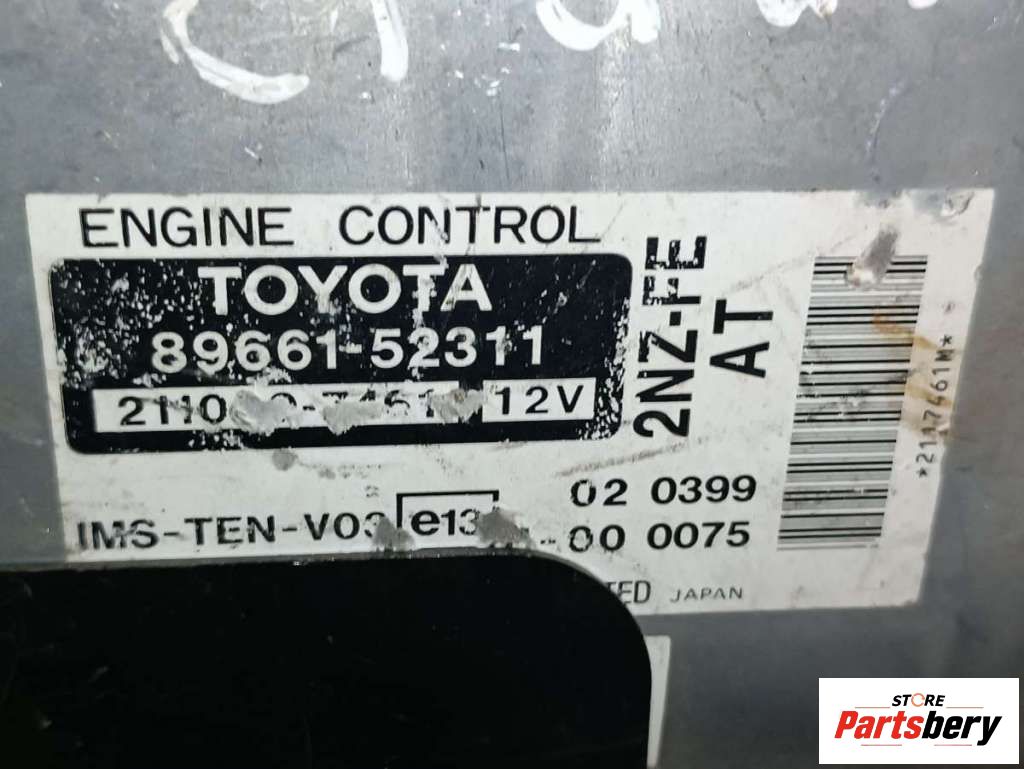 ENGINE CONTROL
TOYOTA
89661-52311
12V
2NZ-FE
AT
*2117461M*
IMS-TEN-V03
e13
02 0399
00 0075
JAPAN
STORE
Partsbery